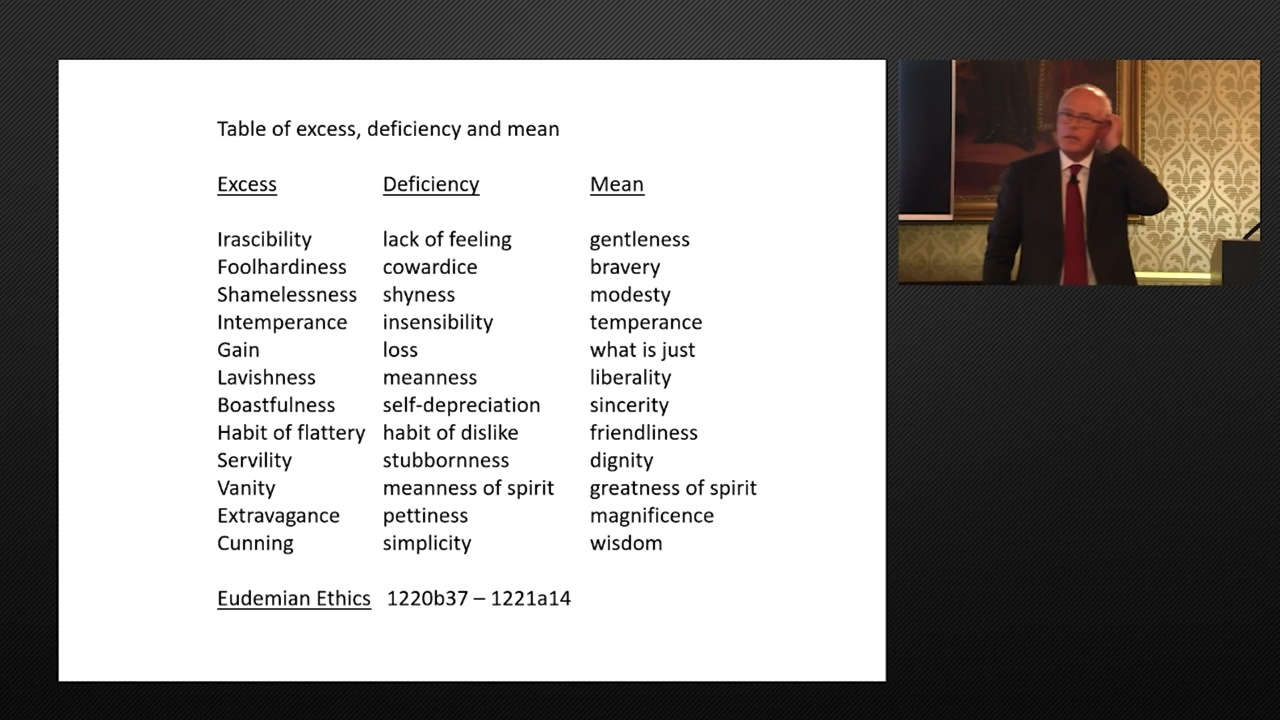 Table of excess, deficiency and mean
Excess Deficiency Mean
Irascibility lack of feeling gentleness
Foolhardiness cowardice bravery
Shamelessness shyness modesty
Intemperance insensibility temperance
Gain loss what is just
Lavishness meanness liberality
Boastfulness self-depreciation sincerity
Habit of flattery habit of dislike friendliness
Servility stubbornness dignity
Vanity meanness of spirit greatness of spirit
Extravagance pettiness magnificence
Cunning simplicity wisdom
Eudemian Ethics 1220b37 – 1221a14